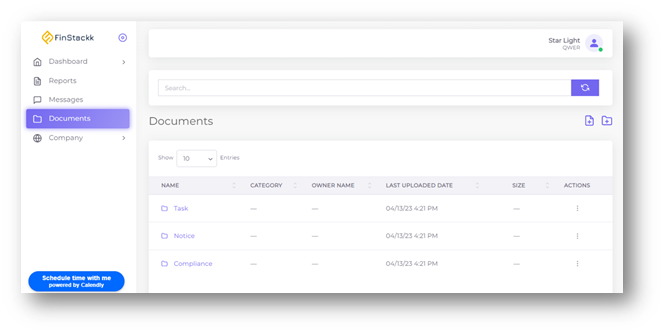 FinStackk
Star Light
QWER
Dashboard
Reports
Messages
Documents
Company
Search...
Documents
Show 10 Entries
NAME CATEGORY OWNER NAME LAST UPLOADED DATE SIZE ACTIONS
Task — — 04/13/23 4:21 PM —
Notice — — 04/13/23 4:21 PM —
Compliance — — 04/13/23 4:21 PM —
Schedule time with me
powered by Calendly